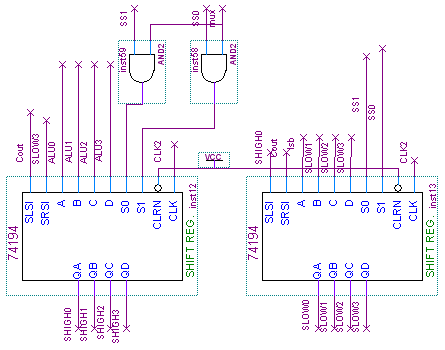 SS1
SS0
mux
inst59
AND2
inst58
AND2
SS1
SS0
Cout
SLOW3
ALU0
ALU1
ALU2
ALU3
CLK2
VCC
SHIGH0
Cout
lsb
SLOW1
SLOW2
SLOW3
CLK2
SLSI
SRSI
A
B
C
D
S0
S1
CLRN
CLK
inst12
74194
SHIFT REG.
QA
QB
QC
QD
SLSI
SRSI
A
B
C
D
S0
S1
CLRN
CLK
inst13
74194
SHIFT REG.
QA
QB
QC
QD
SHIGH0
SHIGH1
SHIGH2
SHIGH3
SLOW0
SLOW1
SLOW2
SLOW3